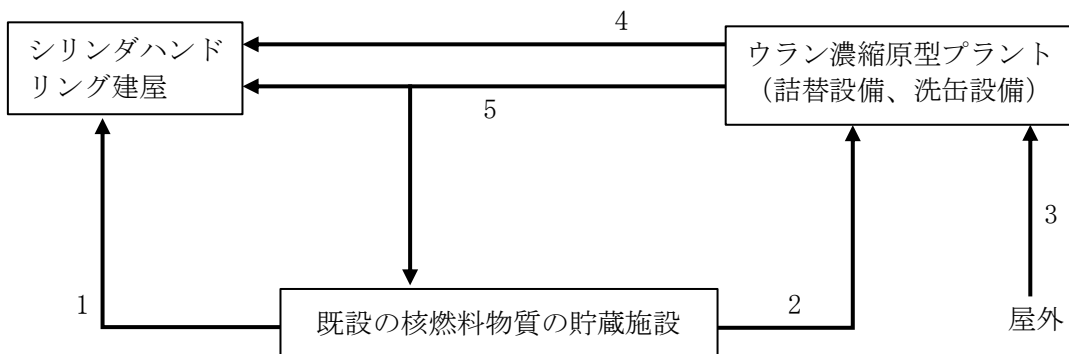 シリンダハンド
リング建屋
4
5
ウラン濃縮原型プラント
（詰替設備、洗缶設備）
3
1
既設の核燃料物質の貯蔵施設
2
屋外